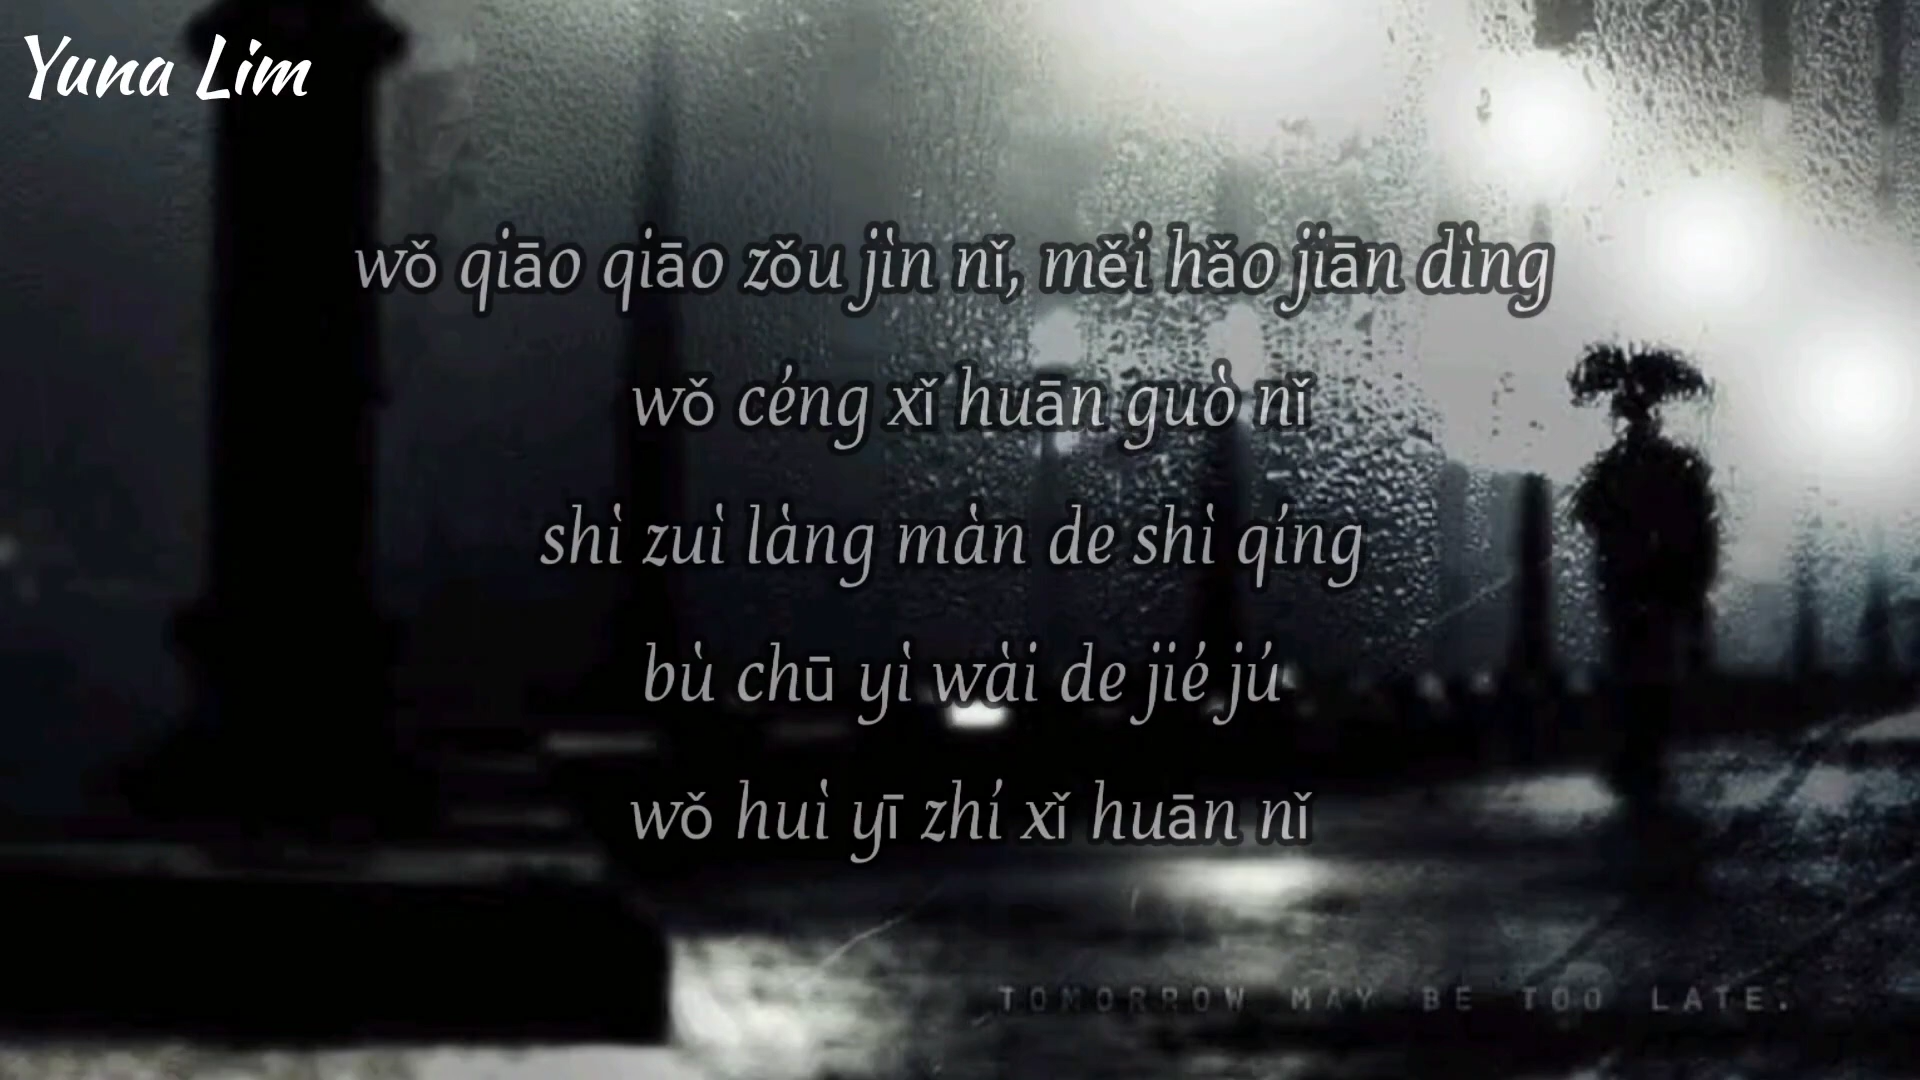 Yuna Lim
wǒ qiāo qiāo zǒu jìn nǐ, měi hǎo jiān dìng
wǒ céng xǐ huān guò nǐ
shì zuì làng màn de shì qíng
bù chū yì wài de jié jú
wǒ huì yī zhí xǐ huān nǐ
TOMORROW MAY BE TOO LATE.